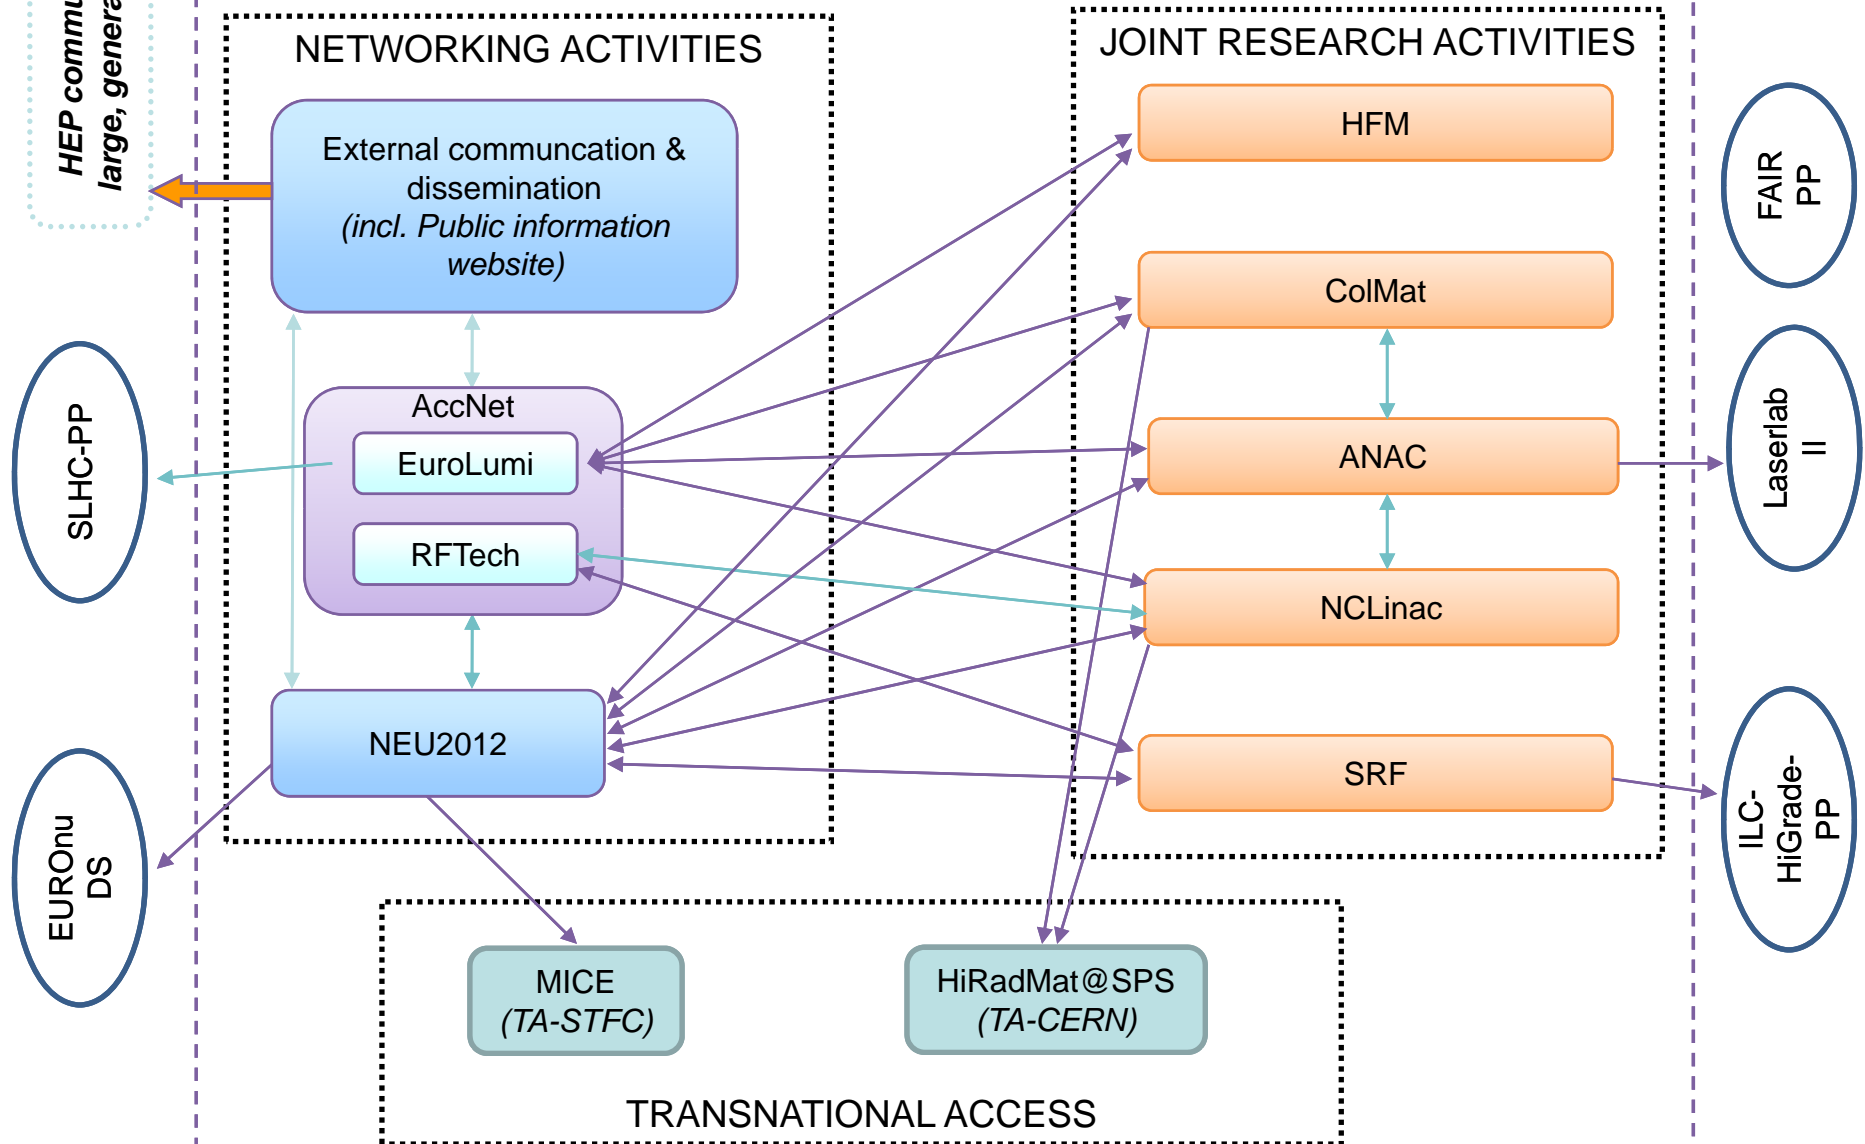 HEP
large,
NETWORKING ACTIVITIES
External communcation &
dissemination
(incl. Public information
website)
AccNet
EuroLumi
RFTech
NEU2012
JOINT RESEARCH ACTIVITIES
HFM
ColMat
ANAC
NCLinac
SRF
SLHC-PP
EUROnu
DS
FAIR
PP
Laserlab
II
ILC-
HiGrade-
PP
MICE
(TA-STFC)
HiRadMat@SPS
(TA-CERN)
TRANSNATIONAL ACCESS